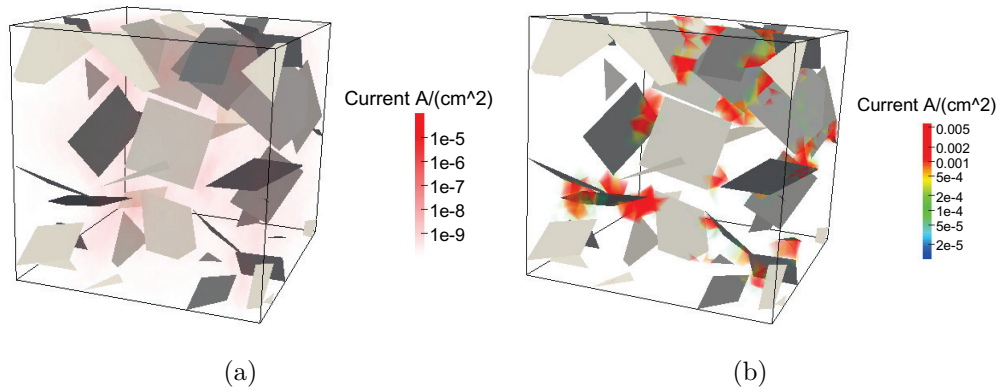 Current A/(cm^2)
1e-5
1e-6
1e-7
1e-8
1e-9
(a)
Current A/(cm^2)
0.005
0.002
0.001
5e-4
2e-4
1e-4
5e-5
2e-5
(b)